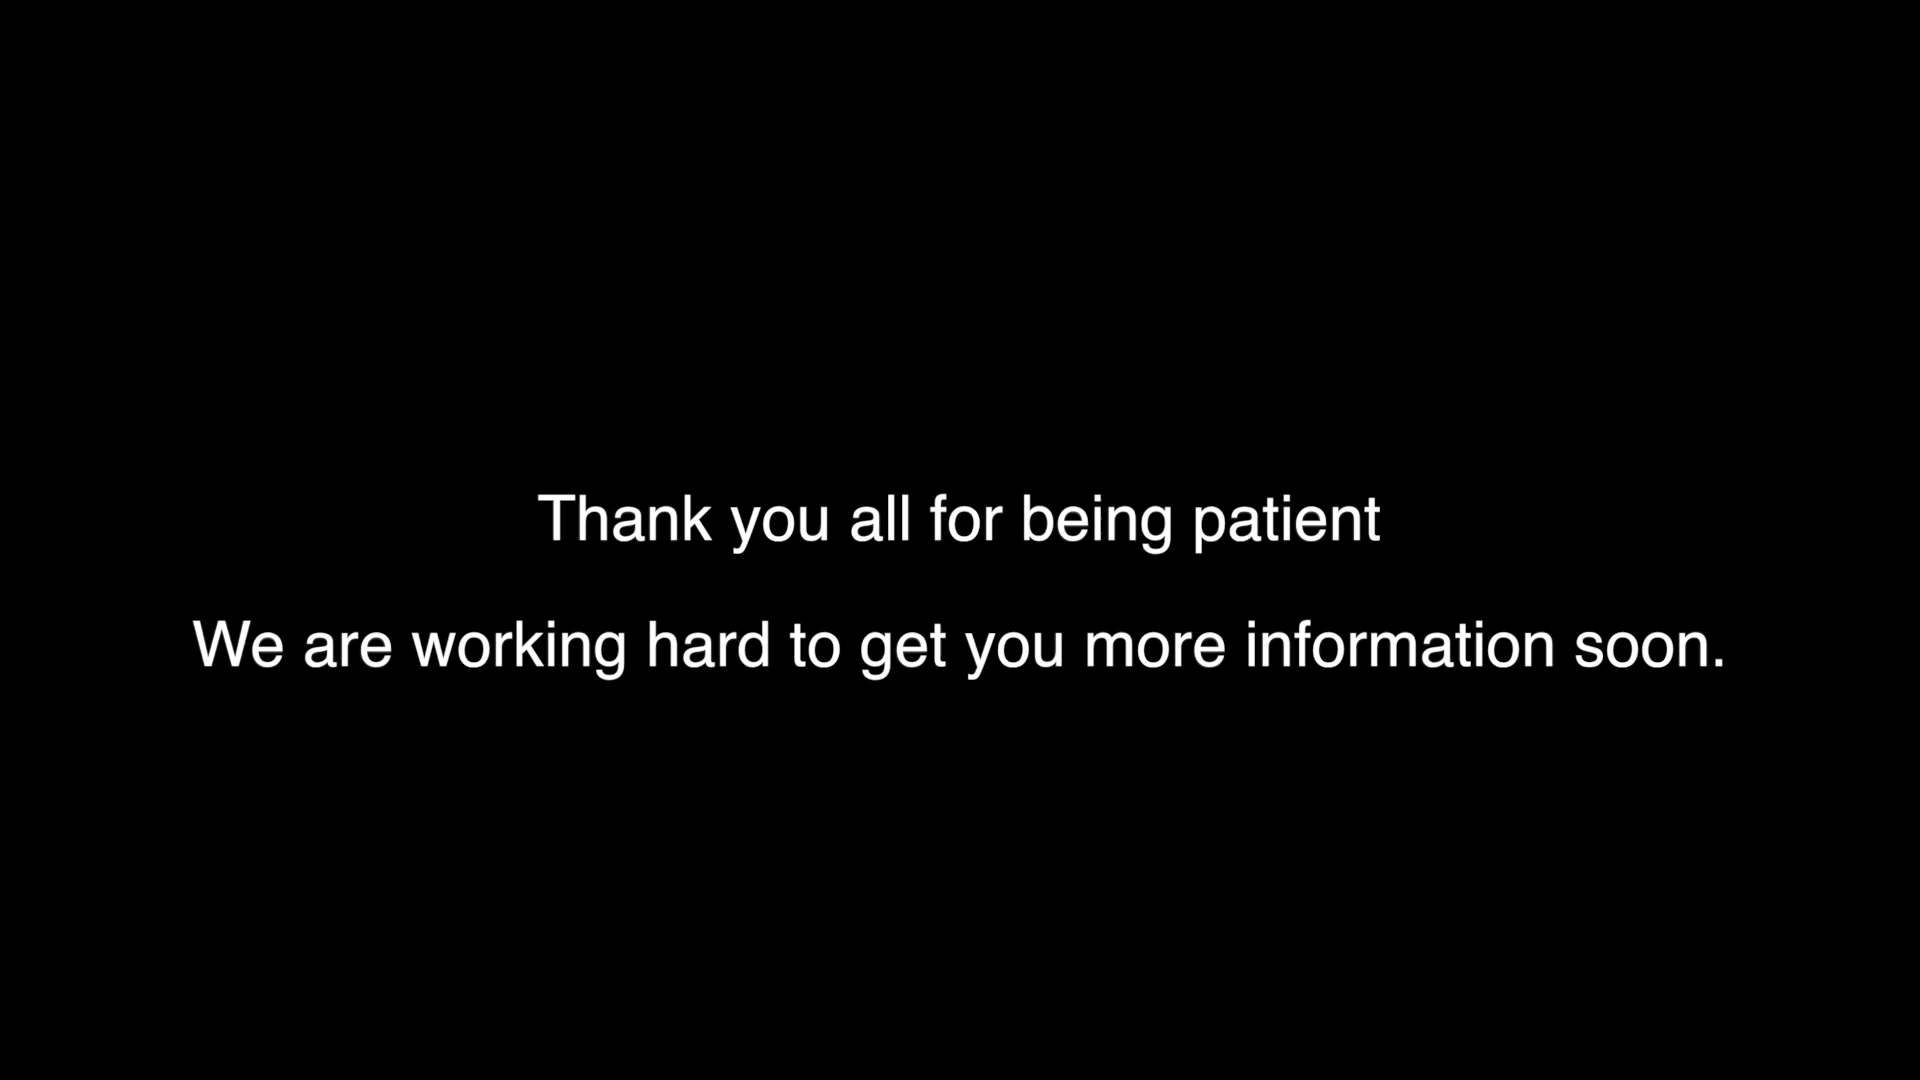 Thank you all for being patient
We are working hard to get you more information soon.